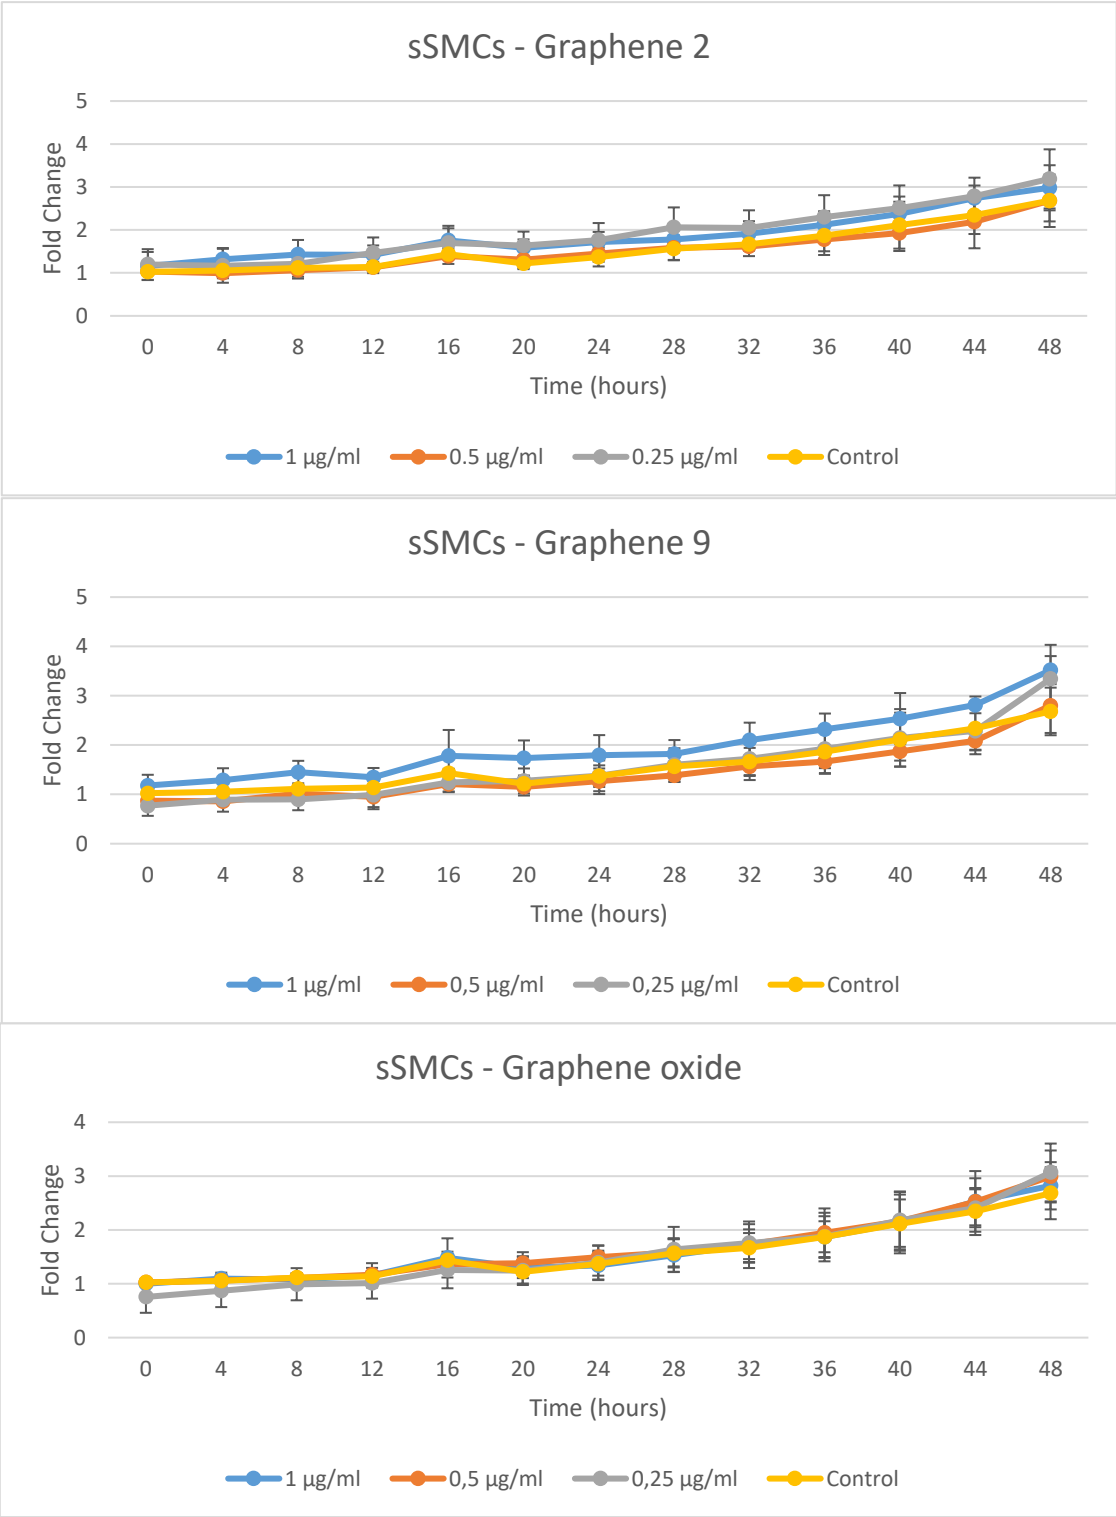 sSMCs - Graphene 2
5
4
3
2
1
0
Fold Change
0 4 8 12 16 20 24 28 32 36 40 44 48
Time (hours)
1 μg/ml 0.5 μg/ml 0.25 μg/ml Control
sSMCs - Graphene 9
5
4
3
2
1
0
Fold Change
0 4 8 12 16 20 24 28 32 36 40 44 48
Time (hours)
1 μg/ml 0,5 μg/ml 0,25 μg/ml Control
sSMCs - Graphene oxide
4
3
2
1
0
Fold Change
0 4 8 12 16 20 24 28 32 36 40 44 48
Time (hours)
1 μg/ml 0,5 μg/ml 0,25 μg/ml Control